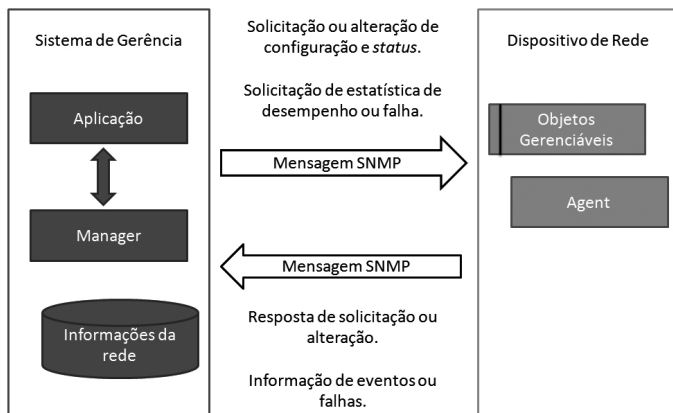 Sistema de Gerência
Aplicação
Manager
Informações da
rede
Solicitação ou alteração de
configuração e status.
Solicitação de estatística de
desempenho ou falha.
Mensagem SNMP
Mensagem SNMP
Resposta de solicitação ou
alteração.
Informação de eventos ou
falhas.
Dispositivo de Rede
Objetos
Gerenciáveis
Agent